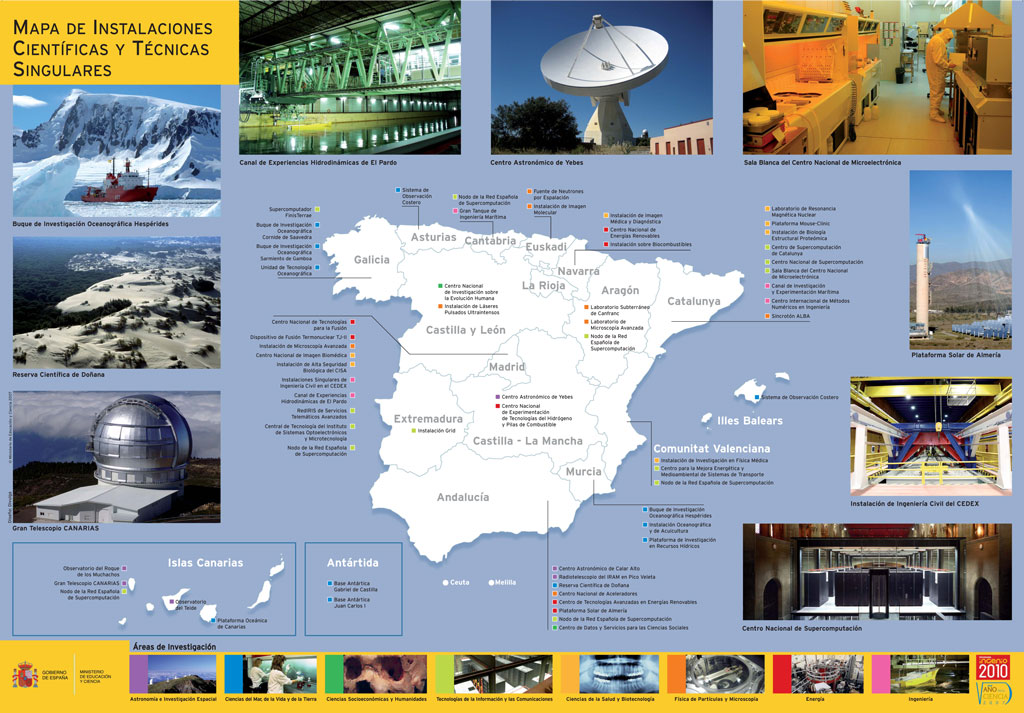 MAPA DE INSTALACIONES
CIENTÍFICAS Y TÉCNICAS
SINGULARES
Canal de Experiencias Hidrodinámicas de El Pardo
Centro Astronómico de Yebes
Sala Blanca del Centro Nacional de Microelectrónica
Buque de Investigación Oceanográfica Hespérides
Reserva Científica de Doñana
Gran Telescopio CANARIAS
Plataforma Solar de Almería
Instalación de Ingeniería Civil del CEDEX
Centro Nacional de Supercomputación
Supercomputador
FinisTerrae
Buque de Investigación
Oceanográfica
Cornide de Saavedra
Buque de Investigación
Oceanográfica
Sarmiento de Gamboa
Unidad de Tecnología
Oceanográfica
Sistema de
Observación
Costero
Nodo de la Red Española
de Supercomputación
Gran Tanque de
Ingeniería Marítima
Fuente de Neutrones
por Espalación
Instalación de Imagen
Molecular
Instalación de Imagen
Médica y Diagnóstica
Centro Nacional de
Energías Renovables
Instalación sobre Biocombustibles
Laboratorio de Resonancia
Magnética Nuclear
Plataforma Mouse-Clinic
Instalación de Biología
Estructural Proteómica
Centro de Supercomputación
de Catalunya
Centro Nacional de Supercomputación
Sala Blanca del Centro Nacional
de Microelectrónica
Canal de Investigación
y Experimentación Marítima
Centro Internacional de Métodos
Numéricos en Ingeniería
Sincrotón ALBA
Galicia
Asturias
Cantabria
Euskadi
Navarra
La Rioja
Aragón
Catalunya
Castilla y León
Madrid
Extremadura
Castilla - La Mancha
Comunitat Valenciana
Illes Balears
Murcia
Andalucía
Ceuta
Melilla
Centro Nacional
de Investigación sobre
la Evolución Humana
Instalación de Láseres
Pulsados Ultraintensos
Laboratorio Subterráneo
de Canfranc
Laboratorio de
Microscopía Avanzada
Nodo de la Red
Española de
Supercomputación
Centro Nacional de Tecnologías
para la Fusión
Dispositivo de Fusión Termonuclear TJ-II
Instalación de Microscopía Avanzada
Centro Nacional de Imagen Biomédica
Instalación de Alta Seguridad
Biológica del CISA
Instalaciones Singulares de
Ingeniería Civil en el CEDEX
Canal de Experiencias
Hidrodinámicas de El Pardo
RedIRIS de Servicios
Telemáticos Avanzados
Central de Tecnología del Instituto
de Sistemas Optoelectrónicos
y Microtecnología
Nodo de la Red Española
de Supercomputación
Centro Astronómico de Yebes
Centro Nacional
de Experimentación
de Tecnologías del Hidrógeno
y Pilas de Combustible
Instalación Grid
Sistema de Observación Costero
Instalación de Investigación en Física Médica
Centro para la Mejora Energética y
Medioambiental de Sistemas de Transporte
Nodo de la Red Española de Supercomputación
Buque de Investigación
Oceanográfica Hespérides
Instalación Oceanográfica
y de Acuicultura
Plataforma de Investigación
en Recursos Hídricos
Centro Astronómico de Calar Alto
Radiotelescopio del IRAM en Pico Veleta
Reserva Científica de Doñana
Centro Nacional de Aceleradores
Centro de Tecnologías Avanzadas en Energías Renovables
Plataforma Solar de Almería
Nodo de la Red Española de Supercomputación
Centro de Datos y Servicios para las Ciencias Sociales
Islas Canarias
Observatorio del Roque
de los Muchachos
Gran Telescopio CANARIAS
Nodo de la Red Española
de Supercomputación
Observatorio
del Teide
Plataforma Oceánica
de Canarias
Antártida
Base Antártica
Gabriel de Castilla
Base Antártica
Juan Carlos I
Áreas de Investigación
GOBIERNO
DE ESPAÑA
MINISTERIO
DE EDUCACIÓN
Y CIENCIA
Astronomía e Investigación Espacial
Ciencias del Mar, de la Vida y de la Tierra
Ciencias Socioeconómicas y Humanidades
Tecnologías de la Información y las Comunicaciones
Ciencias de la Salud y Biotecnología
Física de Partículas y Microscopía
Energía
Ingeniería
ingenio
2010
AÑO DE LA
CIENCIA
2007